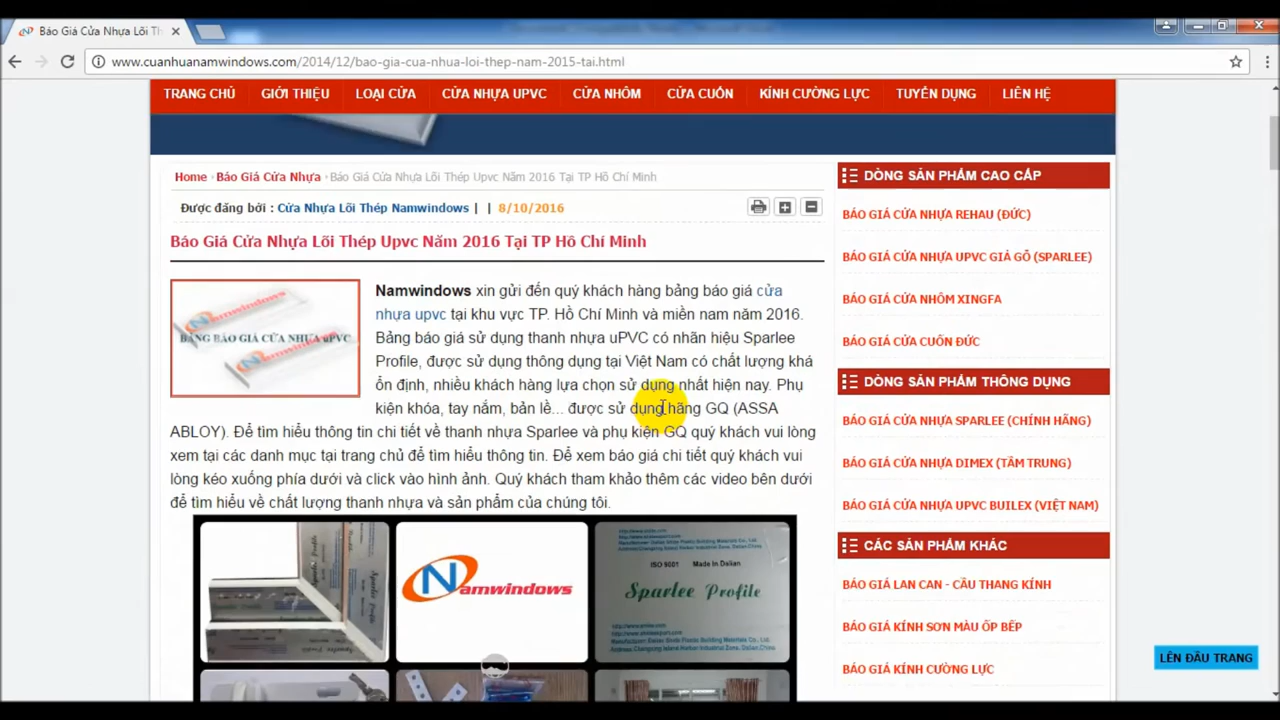 Báo Giá Cửa Nhựa Lõi Th
www.cuanhuanamwindows.com/2014/12/bao-gia-cua-nhua-loi-thep-nam-2015-tai.html
TRANG CHỦ GIỚI THIỆU LOẠI CỬA CỬA NHỰA UPVC CỬA NHÔM CỬA CUỐN KÍNH CƯỜNG LỰC TUYỂN DỤNG LIÊN HỆ
Home › Báo Giá Cửa Nhựa › Báo Giá Cửa Nhựa Lõi Thép Upvc Năm 2016 Tại TP Hồ Chí Minh
Được đăng bởi : Cửa Nhựa Lõi Thép Namwindows | | 8/10/2016
Báo Giá Cửa Nhựa Lõi Thép Upvc Năm 2016 Tại TP Hồ Chí Minh
BẢNG BÁO GIÁ CỬA NHỰA uPVC
Namwindows xin gửi đến quý khách hàng bảng báo giá cửa
nhựa upvc tại khu vực TP. Hồ Chí Minh và miền nam năm 2016.
Bảng báo giá sử dụng thanh nhựa uPVC có nhãn hiệu Sparlee
Profile, được sử dụng thông dụng tại Việt Nam có chất lượng khá
ổn định, nhiều khách hàng lựa chọn sử dụng nhất hiện nay. Phụ
kiện khóa, tay nắm, bản lề... được sử dụng hãng GQ (ASSA
ABLOY). Để tìm hiểu thông tin chi tiết về thanh nhựa Sparlee và phụ kiện GQ quý khách vui lòng
xem tại các danh mục tại trang chủ để tìm hiểu thông tin. Để xem báo giá chi tiết quý khách vui
lòng kéo xuống phía dưới và click vào hình ảnh. Quý khách tham khảo thêm các video bên dưới
để tìm hiểu về chất lượng thanh nhựa và sản phẩm của chúng tôi.
Namwindows
ISO 9001 Made In Dalian
Sparlee Profile
DÒNG SẢN PHẨM CAO CẤP
BÁO GIÁ CỬA NHỰA REHAU (ĐỨC)
BÁO GIÁ CỬA NHỰA UPVC GIẢ GỖ (SPARLEE)
BÁO GIÁ CỬA NHÔM XINGFA
BÁO GIÁ CỬA CUỐN ĐỨC
DÒNG SẢN PHẨM THÔNG DỤNG
BÁO GIÁ CỬA NHỰA SPARLEE (CHÍNH HÃNG)
BÁO GIÁ CỬA NHỰA DIMEX (TẦM TRUNG)
BÁO GIÁ CỬA NHỰA UPVC BUILEX (VIỆT NAM)
CÁC SẢN PHẨM KHÁC
BÁO GIÁ LAN CAN - CẦU THANG KÍNH
BÁO GIÁ KÍNH SƠN MÀU ỐP BẾP
BÁO GIÁ KÍNH CƯỜNG LỰC
LÊN ĐẦU TRANG